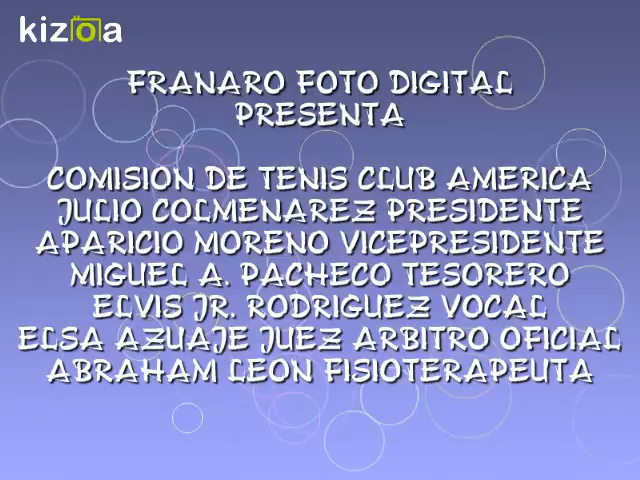 kizoa
FRANARO FOTO DIGITAL
PRESENTA
COMISION DE TENIS CLUB AMERICA
JULIO COLMENAREZ PRESIDENTE
APARICIO MORENO VICEPRESIDENTE
MIGUEL A. PACHECO TESORERO
ELVIS JR. RODRIGUEZ VOCAL
ELSA AZUAJE JUEZ ARBITRO OFICIAL
ABRAHAM LEON FISIOTERAPEUTA